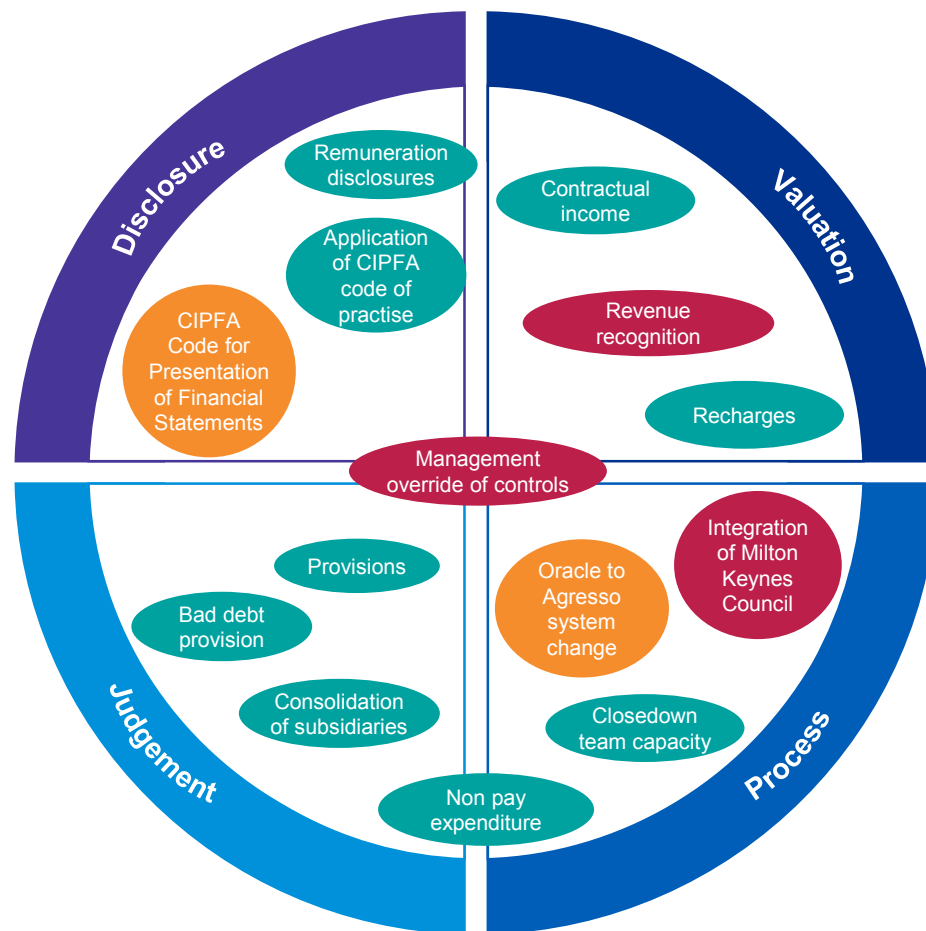 Disclosure
Remuneration
disclosures
Application
of CIPFA
code of
practise
CIPFA
Code for
Presentation
of Financial
Statements
Valuation
Contractual
income
Revenue
recognition
Recharges
Management
override of controls
Judgement
Provisions
Bad debt
provision
Consolidation
of subsidiaries
Non pay
expenditure
Process
Integration
of Milton
Keynes
Council
Oracle to
Agresso
system
change
Closedown
team capacity